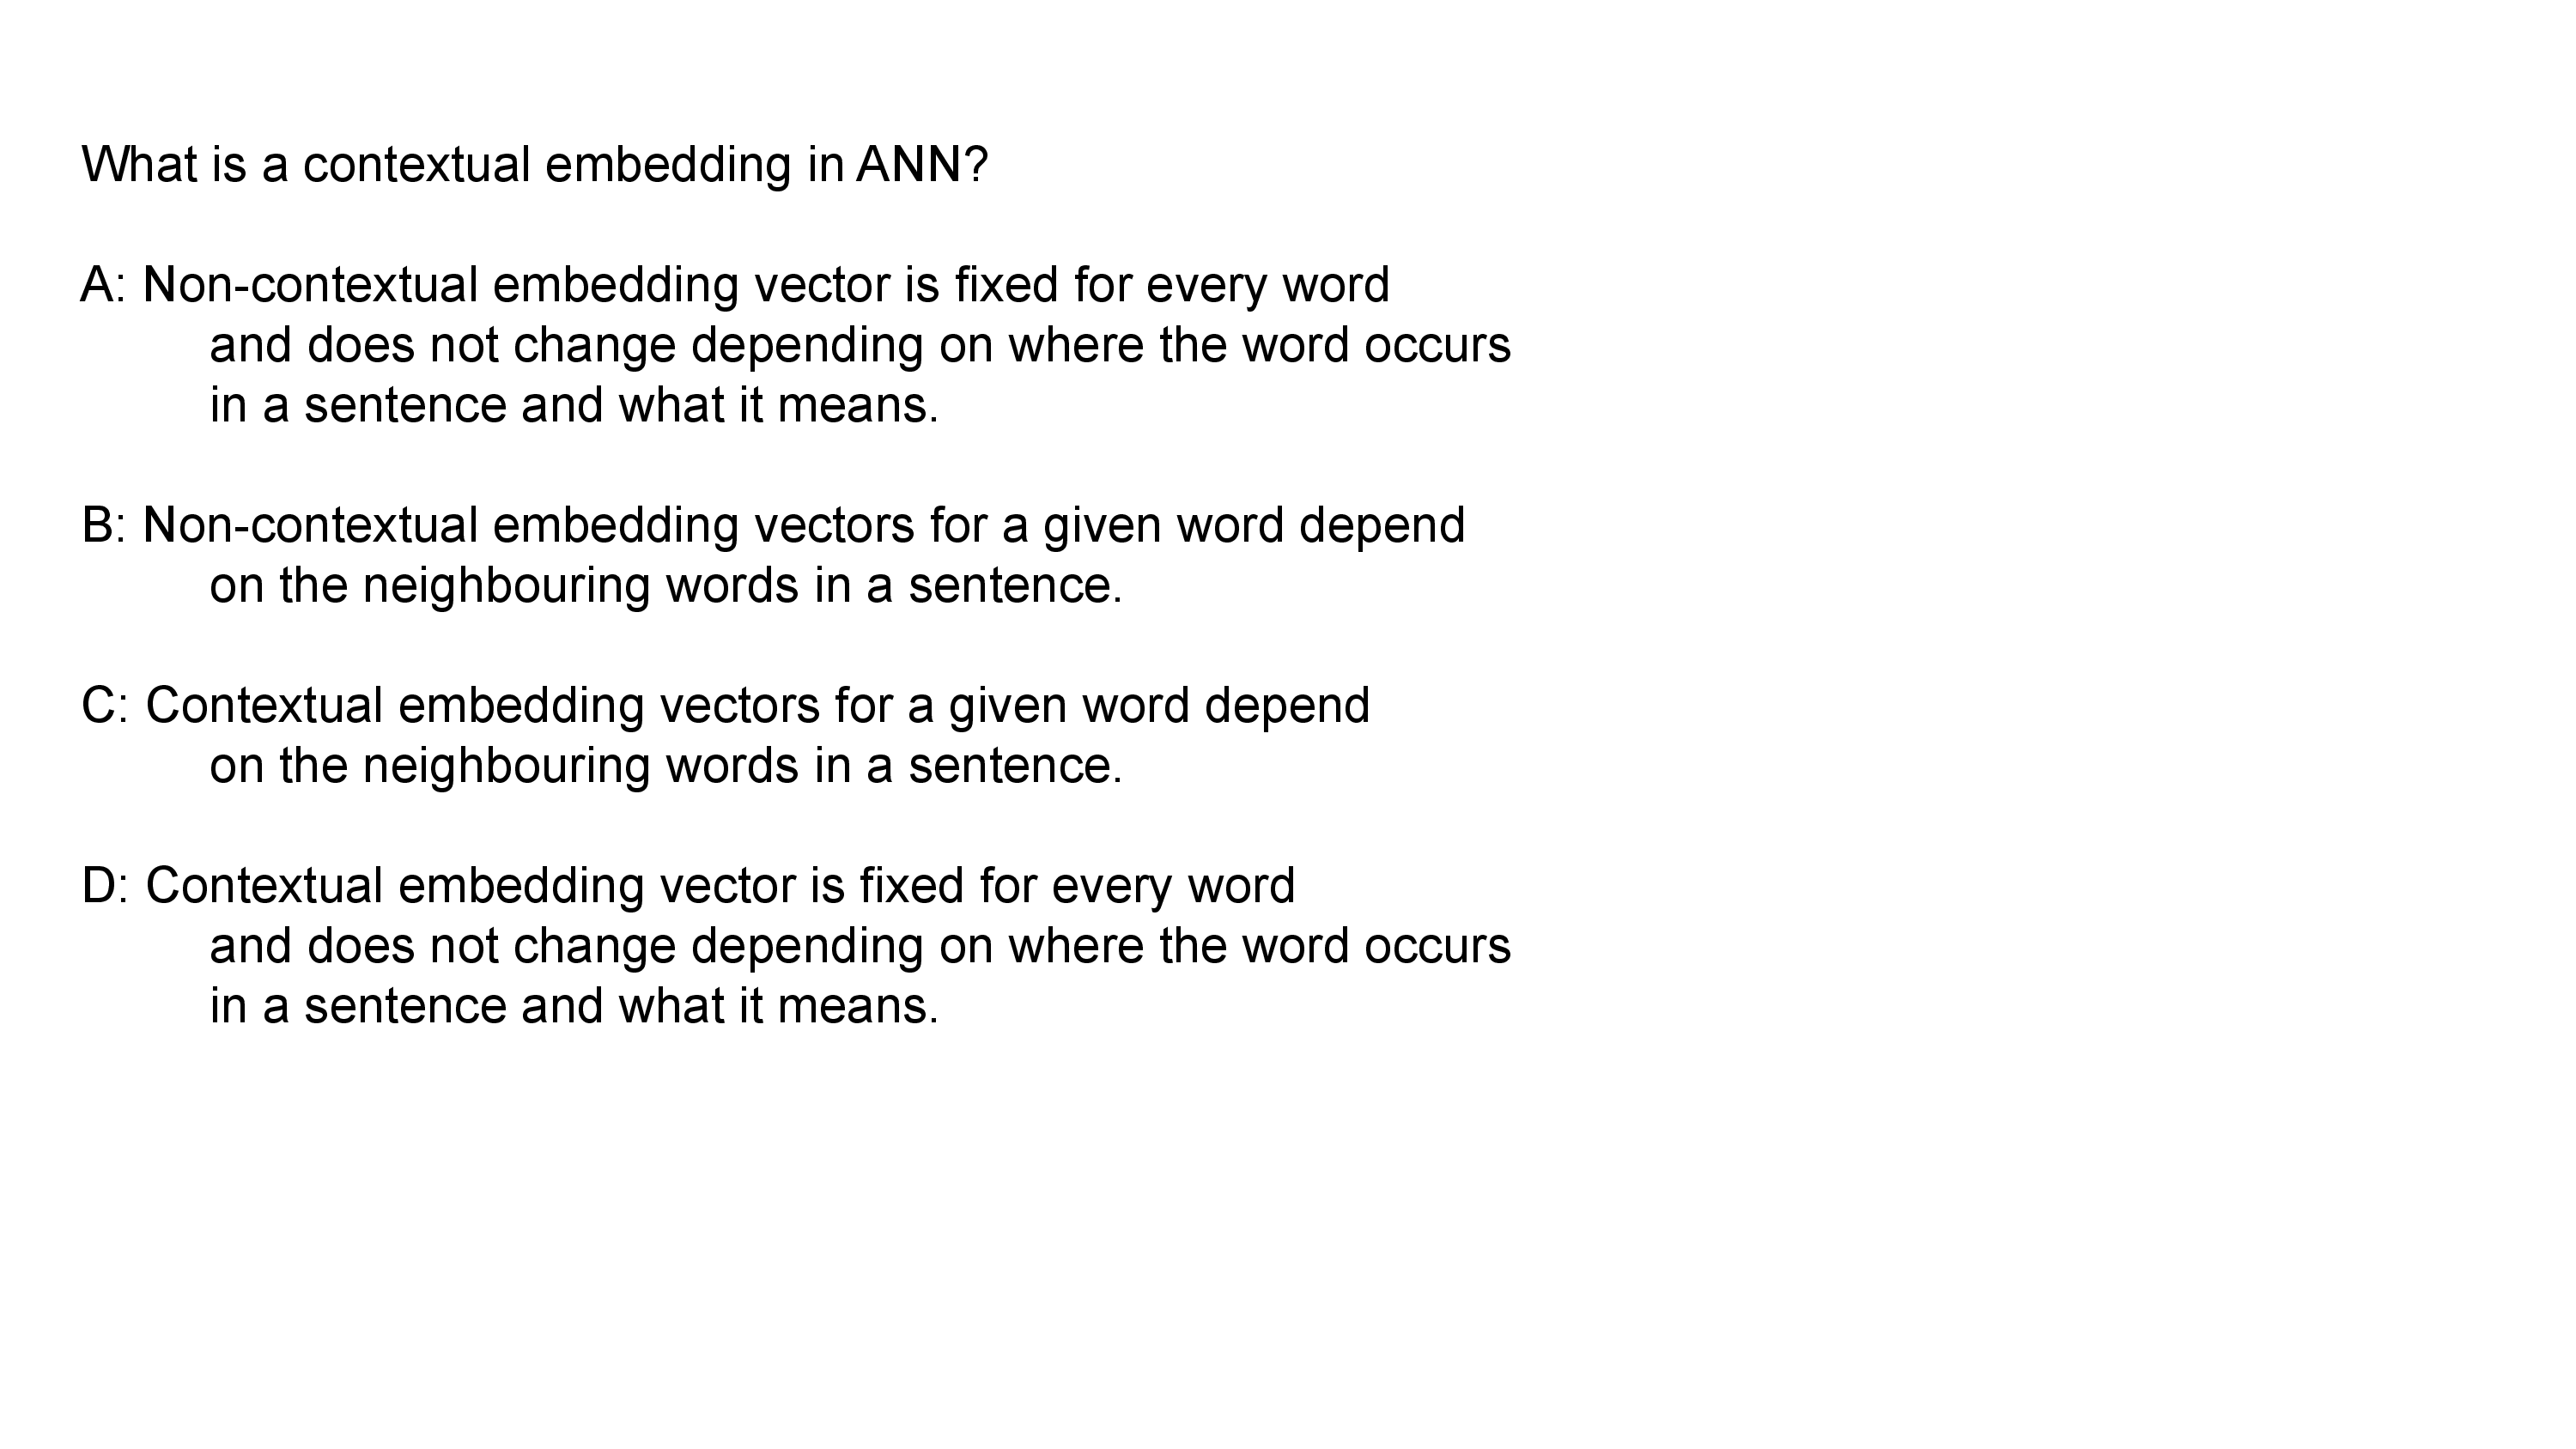 What is a contextual embedding in ANN?
A: Non-contextual embedding vector is fixed for every word
and does not change depending on where the word occurs
in a sentence and what it means.
B: Non-contextual embedding vectors for a given word depend
on the neighbouring words in a sentence.
C: Contextual embedding vectors for a given word depend
on the neighbouring words in a sentence.
D: Contextual embedding vector is fixed for every word
and does not change depending on where the word occurs
in a sentence and what it means.